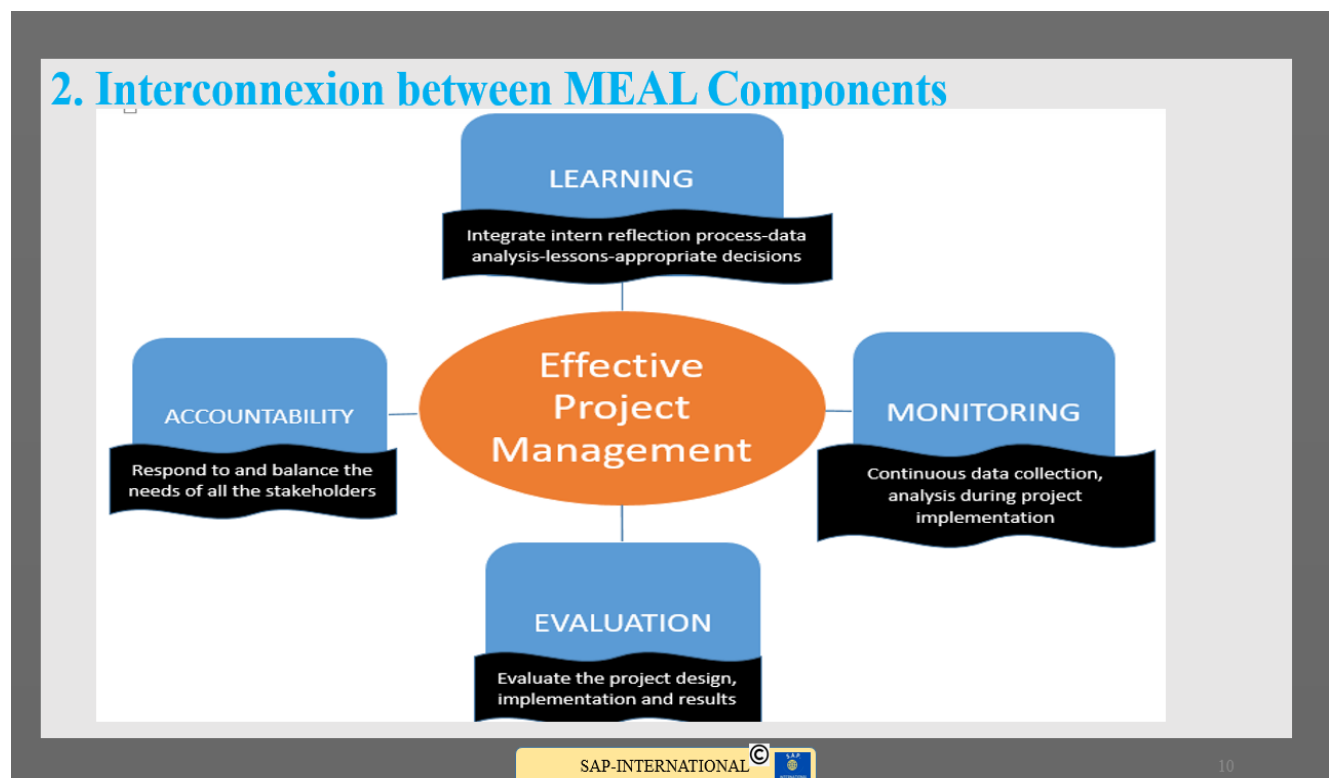 2. Interconnexion between MEAL Components
LEARNING
Integrate intern reflection process-data
analysis-lessons-appropriate decisions
Effective
Project
Management
ACCOUNTABILITY
Respond to and balance the
needs of all the stakeholders
MONITORING
Continuous data collection,
analysis during project
implementation
EVALUATION
Evaluate the project design,
implementation and results
SAP-INTERNATIONAL
©
S.A.P.
10